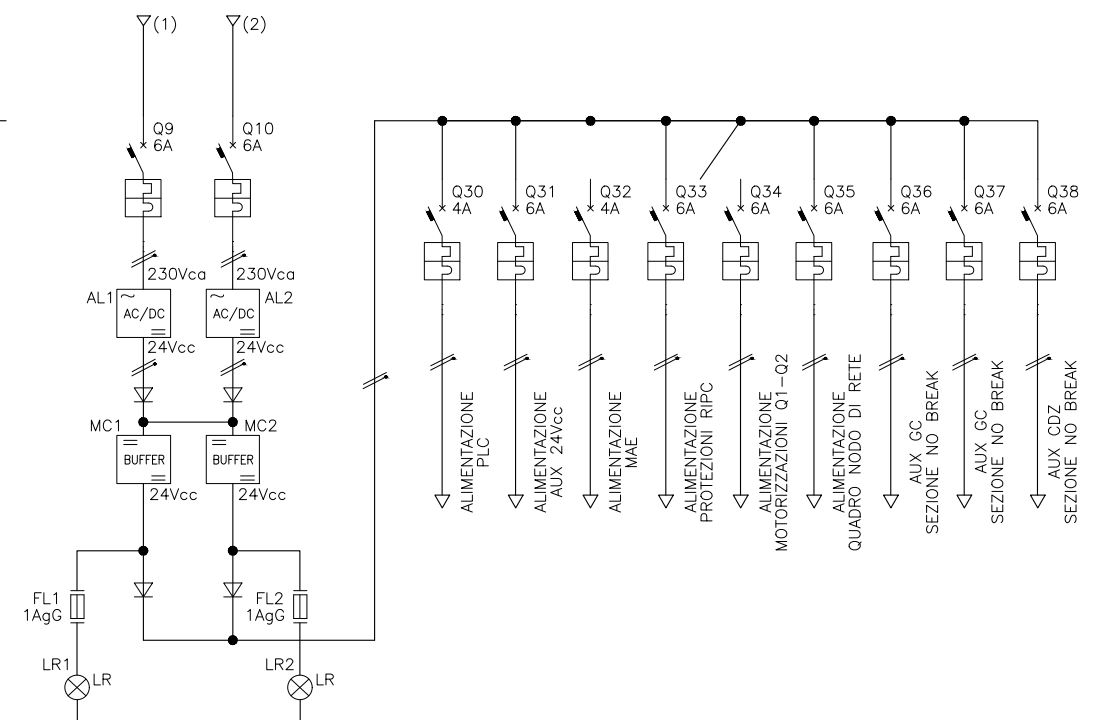 (1)
(2)
Q9
6A
Q10
6A
Q30
4A
Q31
6A
Q32
4A
Q33
6A
Q34
6A
Q35
6A
Q36
6A
Q37
6A
Q38
6A
230Vca
230Vca
AL1
~
AC/DC
~
AC/DC
AL2
24Vcc
24Vcc
MC1
MC2
BUFFER
BUFFER
24Vcc
24Vcc
ALIMENTAZIONE
PLC
ALIMENTAZIONE
AUX 24Vcc
ALIMENTAZIONE
MAE
ALIMENTAZIONE
PROTEZIONI RIPC
ALIMENTAZIONE
MOTORIZZAZIONI Q1-Q2
ALIMENTAZIONE
QUADRO NODO DI RETE
AUX GC
SEZIONE NO BREAK
AUX GC
SEZIONE NO BREAK
AUX CDZ
SEZIONE NO BREAK
FL1
1AgG
FL2
1AgG
LR1
LR
LR2
LR